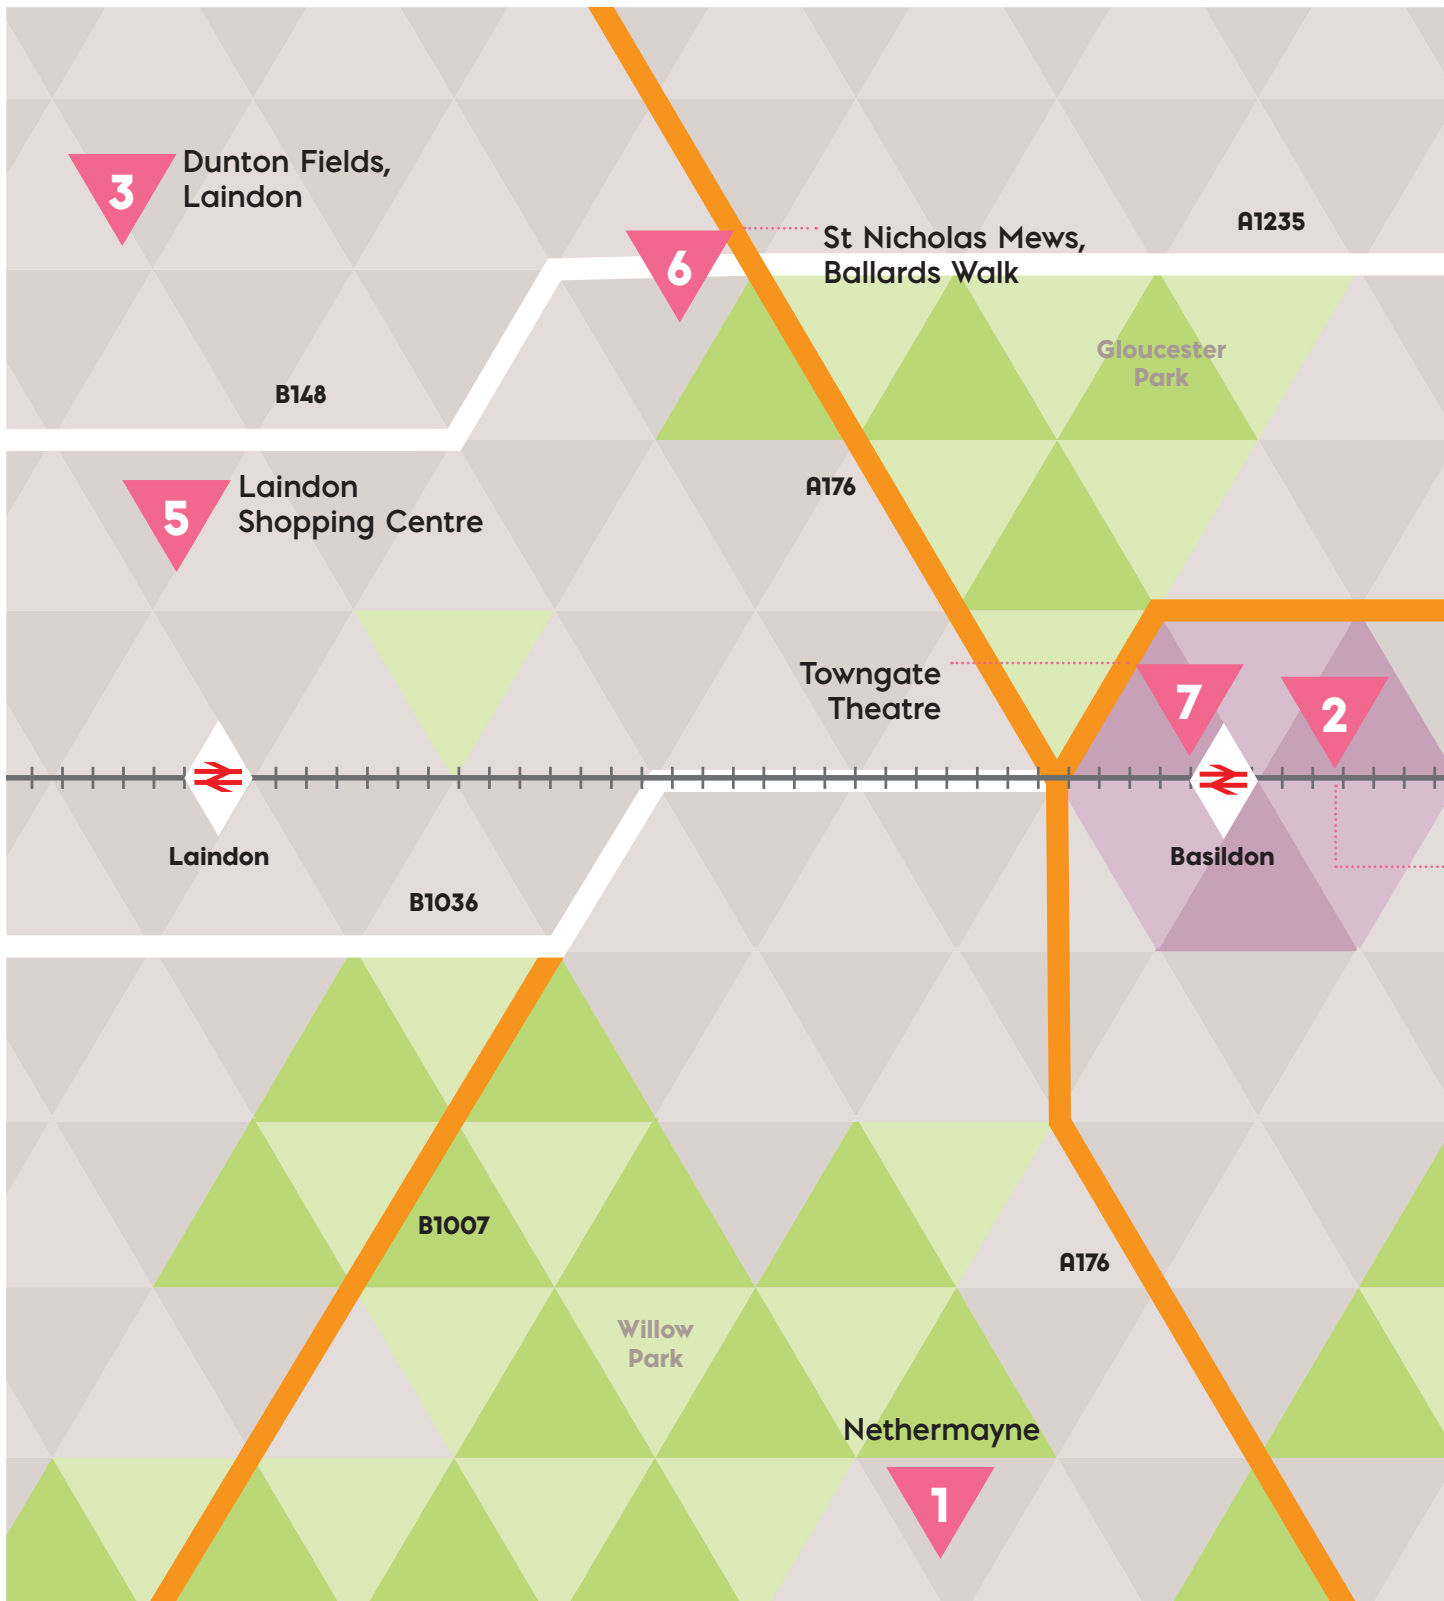 3
Dunton Fields,
Laindon
A1235
6
St Nicholas Mews,
Ballards Walk
Gloucester
Park
B148
A176
5
Laindon
Shopping Centre
Towngate
Theatre
7
2
Laindon
Basildon
B1036
B1007
A176
Willow
Park
Nethermayne
1